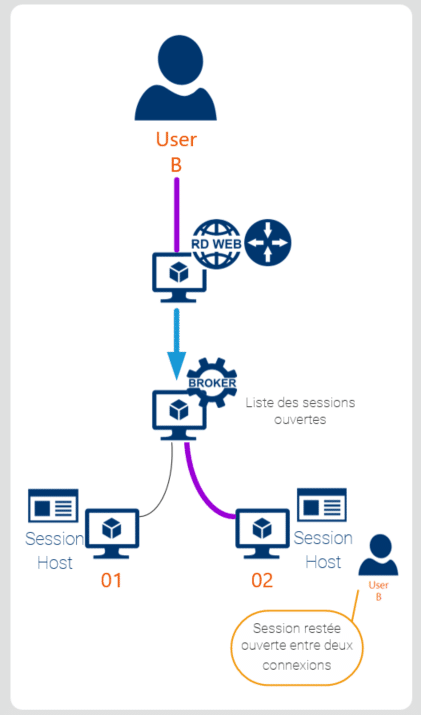 User
B
RD WEB
BROKER
Liste des sessions
ouvertes
Session
Host
01
Session
Host
02
User
B
Session restée
ouverte entre deux
connexions